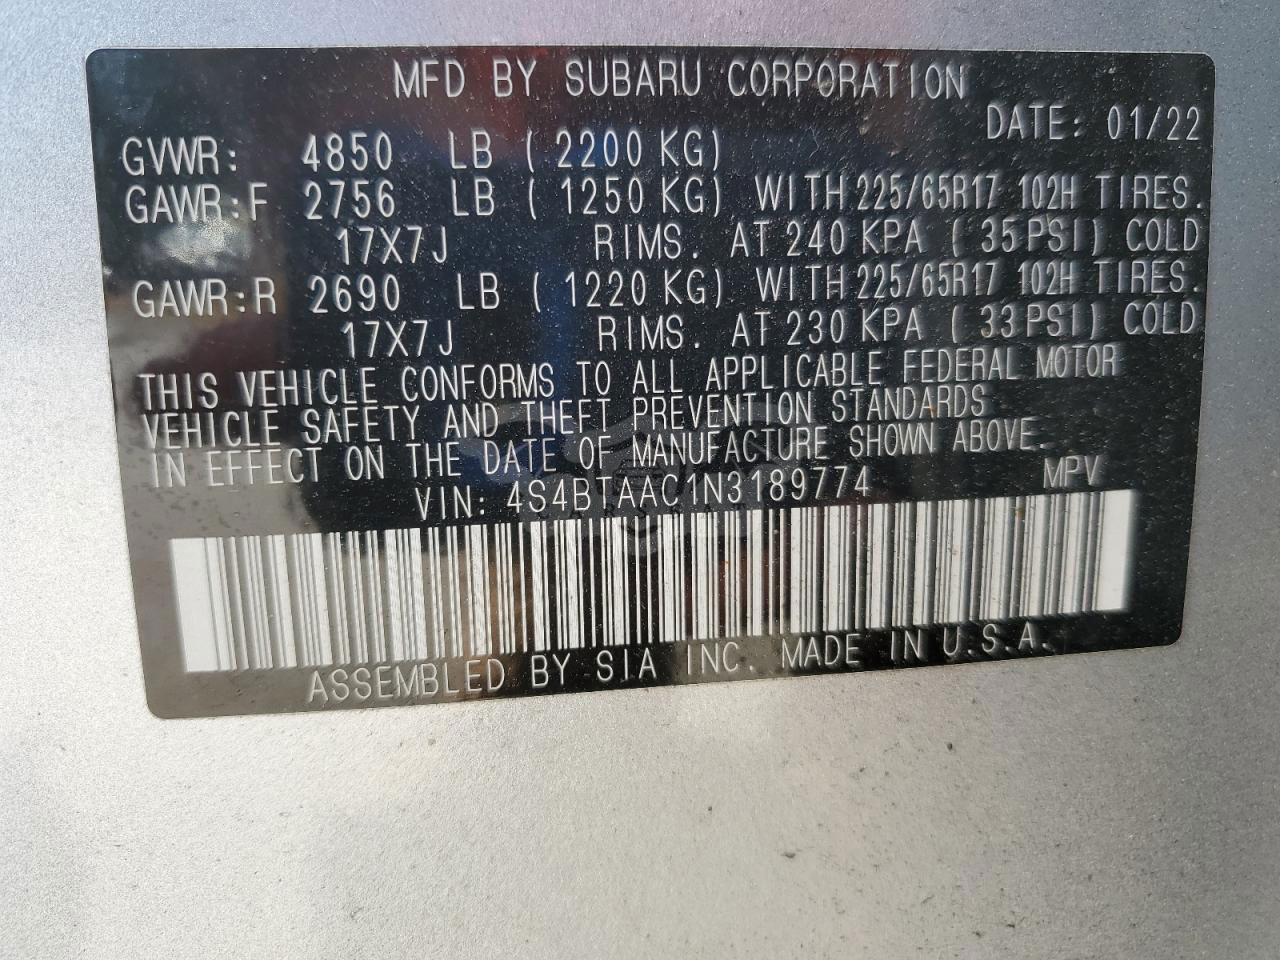 MFD BY SUBARU CORPORATION
DATE: 01/22
GVWR: 4850 LB ( 2200 KG)
GAWR:F 2756 LB ( 1250 KG) WITH 225/65R17 102H TIRES.
17X7J RIMS. AT 240 KPA ( 35PSI) COLD
GAWR:R 2690 LB ( 1220 KG) WITH 225/65R17 102H TIRES.
17X7J RIMS. AT 230 KPA ( 33PSI) COLD
THIS VEHICLE CONFORMS TO ALL APPLICABLE FEDERAL MOTOR
VEHICLE SAFETY AND THEFT PREVENTION STANDARDS
IN EFFECT ON THE DATE OF MANUFACTURE SHOWN ABOVE.
VIN: 4S4BTAAC1N3189774 MPV
ASSEMBLED BY SIA INC. MADE IN U.S.A.